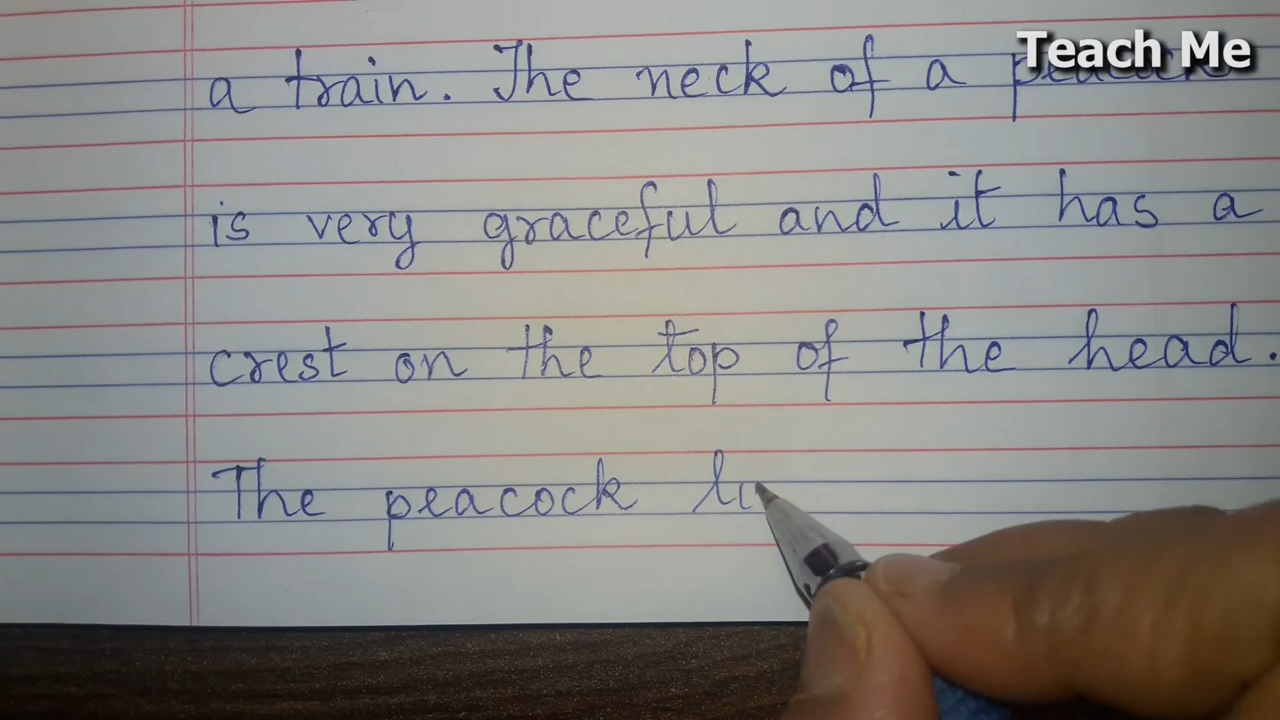 Teach Me
a train. The neck of a peacock
is very graceful and it has a
crest on the top of the head.
The peacock